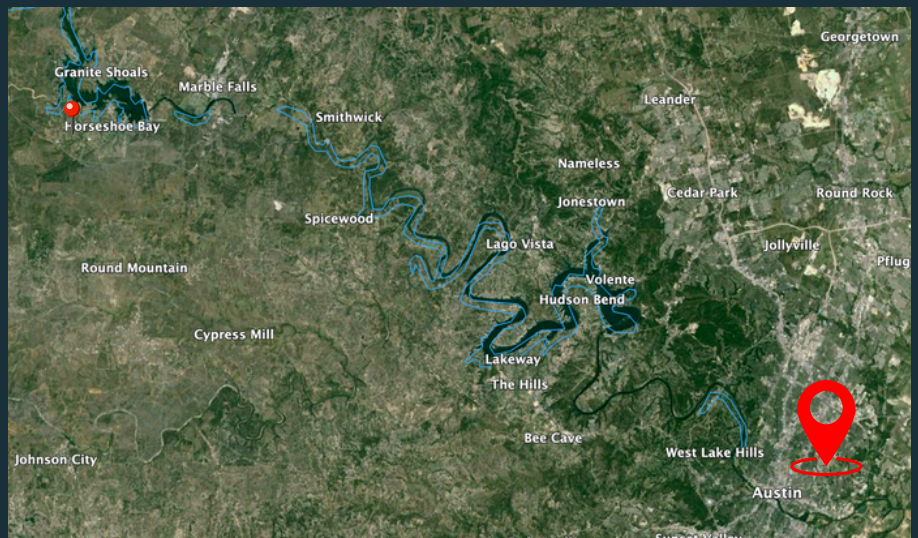 Georgetown
Granite Shoals
Marble Falls
Leander
Smithwick
Horseshoe Bay
Nameless
Cedar Park
Round Rock
Jonestown
Spicewood
Lago Vista
Jollyville
Pflug
Round Mountain
Volente
Hudson Bend
Cypress Mill
Lakeway
The Hills
Bee Cave
West Lake Hills
Johnson City
Austin
Sunset Valley